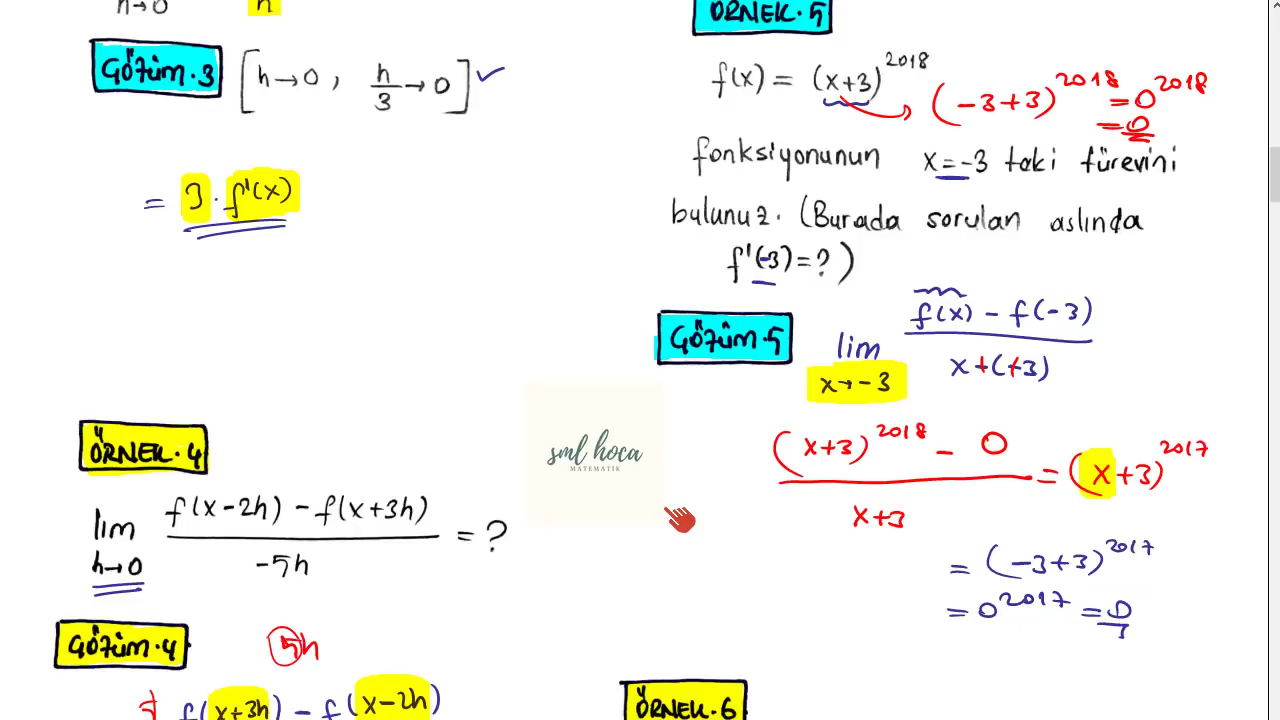 h→0 h
ÇÖZÜM.3 [h→0, h/3→0]
= 3·f'(x)
ÖRNEK.4
lim h→0 f(x-2h) - f(x+3h) / -5h = ?
ÇÖZÜM.4 5h
f(x+3h) - f(x-2h)
ÖRNEK.5
f(x) = (x+3)^2018 (-3+3)^2018 = 0^2018
= 0
fonksiyonunun x=-3 teki türevini
bulunuz. (Burada sorulan aslında
f'(-3)=?)
ÇÖZÜM.5 lim x→-3 f(x) - f(-3) / x+(+3)
(x+3)^2018 - 0 / x+3 = (x+3)^2017
= (-3+3)^2017
= 0^2017 = 0
ÖRNEK.6
sml hoca
MATEMATIK